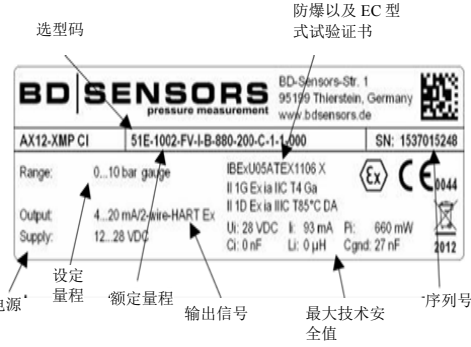 防爆以及 EC 型
式试验证书
选型码
BD SENSORS
pressure measurement
BD-Sensors-Str. 1
95199 Thierstein, Germany
www.bdsensors.de
AX12-XMP CI
51E-1002-FV-I-B-880-200-C-1-1-000
SN: 1537015248
Range: 0...10 bar gauge
IBExU05ATEX1106 X
II 1G Ex ia IIC T4 Ga
II 1D Ex ia IIIC T85°C DA
Ex CE 0044
Output: 4...20 mA/2-wire-HART Ex
Supply: 12...28 VDC
Ui: 28 VDC Ii: 93 mA Pi: 660 mW
Ci: 0 nF Li: 0 µH Cgnd: 27 nF
2012
电源
设定
量程
额定量程
输出信号
最大技术安
全值
序列号